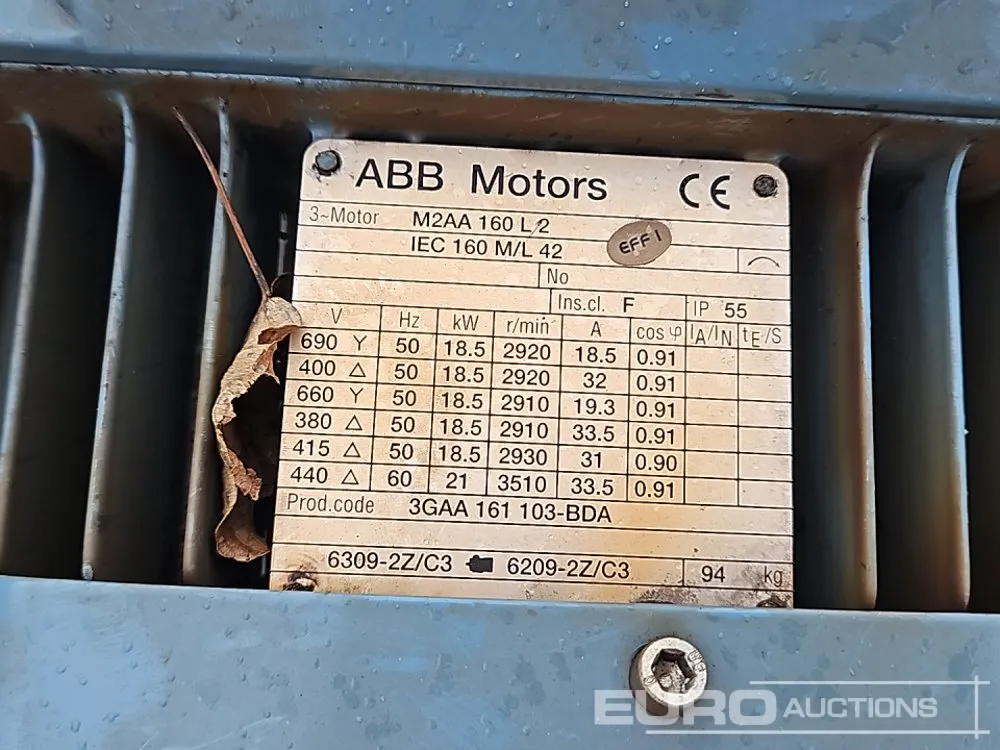 ABB Motors CE
3~Motor M2AA 160 L 2
IEC 160 M/L 42
EFF 1
No
Ins.cl. F IP 55
V Hz kW r/min A cos φ IA/IN tE/S
690 Y 50 18.5 2920 18.5 0.91
400 Δ 50 18.5 2920 32 0.91
660 Y 50 18.5 2910 19.3 0.91
380 Δ 50 18.5 2910 33.5 0.91
415 Δ 50 18.5 2930 31 0.90
440 Δ 60 21 3510 33.5 0.91
Prod.code 3GAA 161 103-BDA
6309-2Z/C3 6209-2Z/C3 94 kg
EURO AUCTIONS